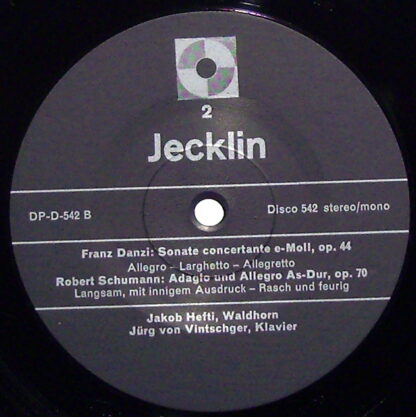 2
Jecklin
DP-D-542 B
Disco 542 stereo/mono
Franz Danzi: Sonate concertante e-Moll, op. 44
Allegro – Larghetto – Allegretto
Robert Schumann: Adagio und Allegro As-Dur, op. 70
Langsam, mit innigem Ausdruck – Rasch und feurig
Jakob Hefti, Waldhorn
Jürg von Vintschger, Klavier